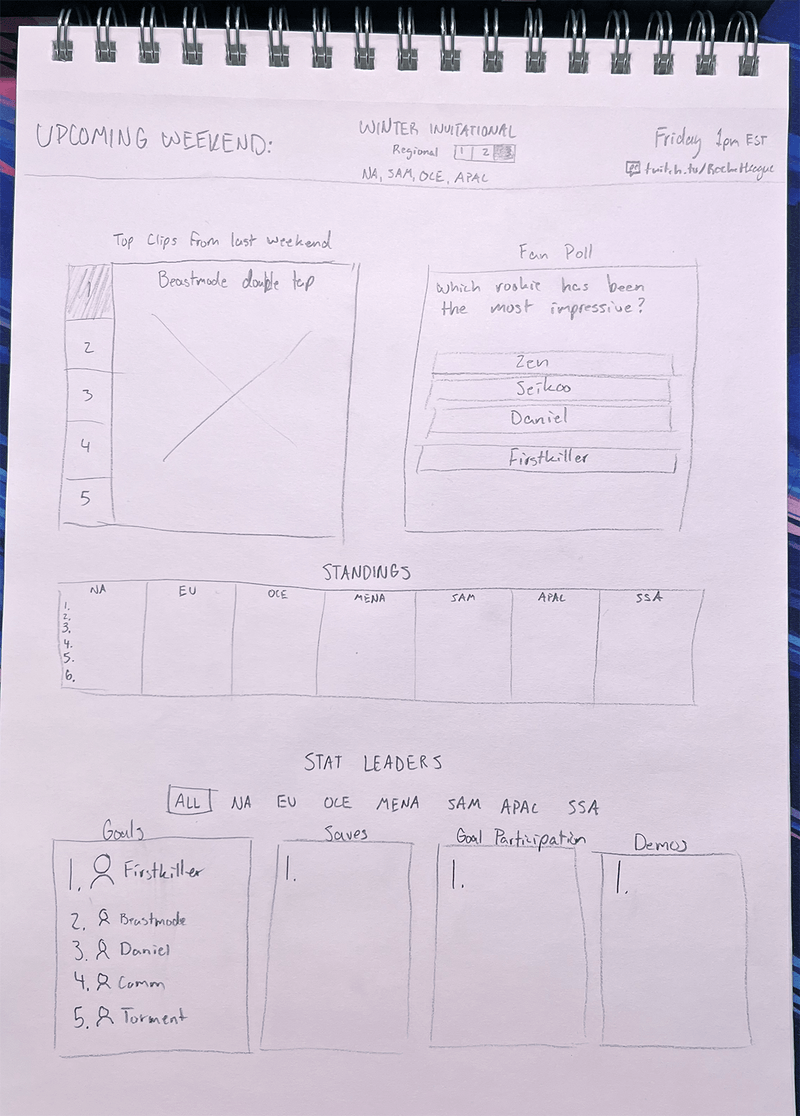 UPCOMING WEEKEND:
WINTER INVITATIONAL
Regional 1 2 3
NA, SAM, OCE, APAC
Friday 1pm EST
twitch.tv/RocketLeague
Top Clips from last weekend
1
2
3
4
5
Beastmode double tap
Fan Poll
Which rookie has been
the most impressive?
Zen
Seikoo
Daniel
Firstkiller
STANDINGS
NA EU OCE MENA SAM APAC SSA
1.
2.
3.
4.
5.
6.
STAT LEADERS
ALL NA EU OCE MENA SAM APAC SSA
Goals
1. Firstkiller
2. Beastmode
3. Daniel
4. Comm
5. Torment
Saves
1.
Goal Participation
1.
Demos
1.